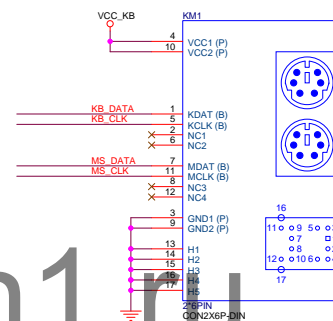 VCC_KB
KM1
4 VCC1 (P)
10 VCC2 (P)
KB_DATA 1 KDAT (B)
KB_CLK 5 KCLK (B)
2 NC1
6 NC2
MS_DATA 7 MDAT (B)
MS_CLK 11 MCLK (B)
8 NC3
12 NC4
3 GND1 (P)
9 GND2 (P)
13 H1
14 H2
15 H3
16 H4
17 H5
16
11 9 5 3
7
8
12 10 6
17
2*6PIN
CON2X6P-DIN